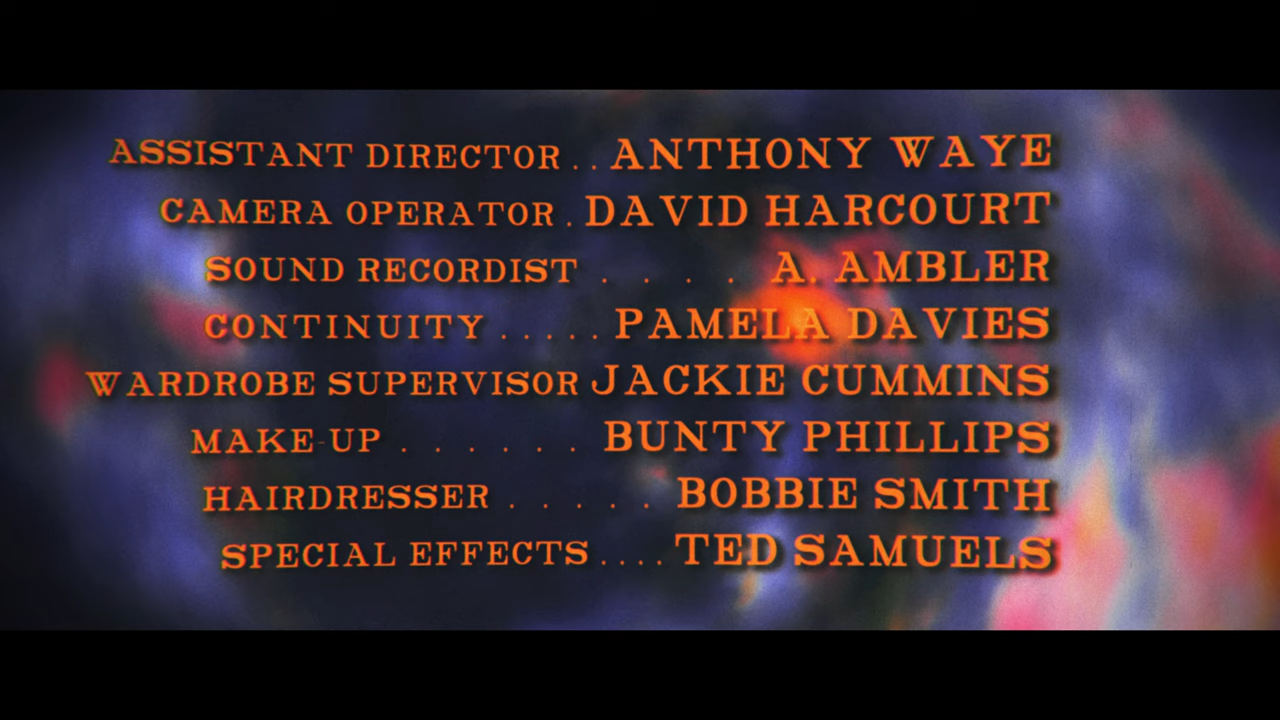 ASSISTANT DIRECTOR . . ANTHONY WAYE
CAMERA OPERATOR . DAVID HARCOURT
SOUND RECORDIST . . . . A. AMBLER
CONTINUITY . . . . . PAMELA DAVIES
WARDROBE SUPERVISOR JACKIE CUMMINS
MAKE-UP . . . . . . BUNTY PHILLIPS
HAIRDRESSER . . . . . BOBBIE SMITH
SPECIAL EFFECTS . . . . TED SAMUELS